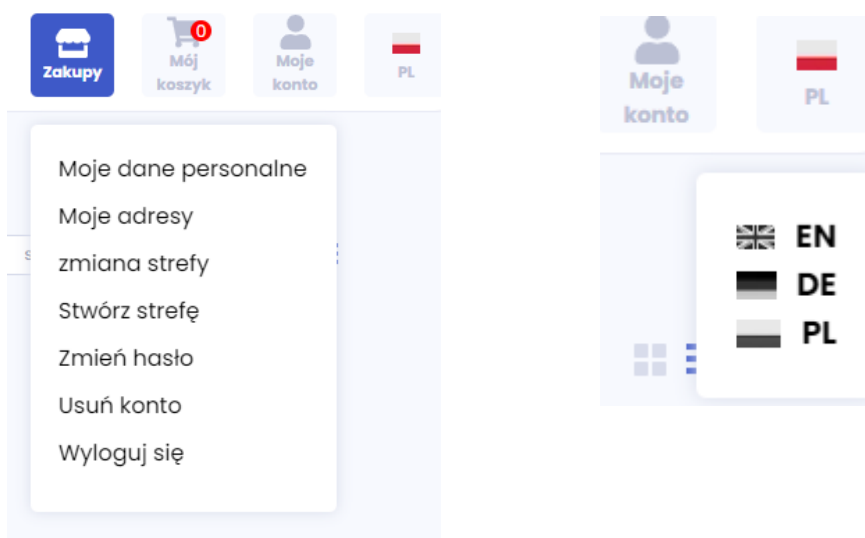 Zakupy
0
Mój
koszyk
Moje
konto
PL
Moje dane personalne
Moje adresy
zmiana strefy
Stwórz strefę
Zmień hasło
Usuń konto
Wyloguj się
Moje
konto
PL
EN
DE
PL